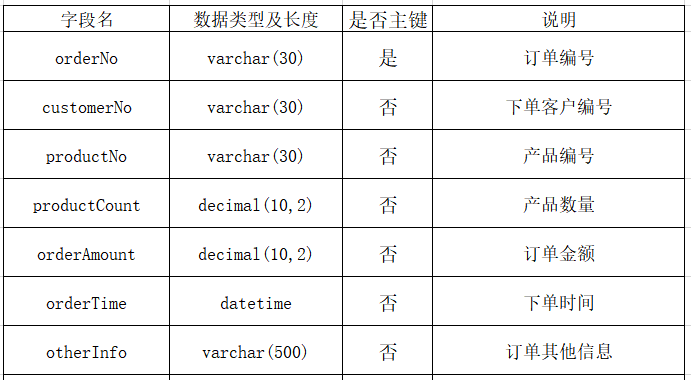 字段名 数据类型及长度 是否主键 说明
orderNo varchar(30) 是 订单编号
customerNo varchar(30) 否 下单客户编号
productNo varchar(30) 否 产品编号
productCount decimal(10,2) 否 产品数量
orderAmount decimal(10,2) 否 订单金额
orderTime datetime 否 下单时间
otherInfo varchar(500) 否 订单其他信息